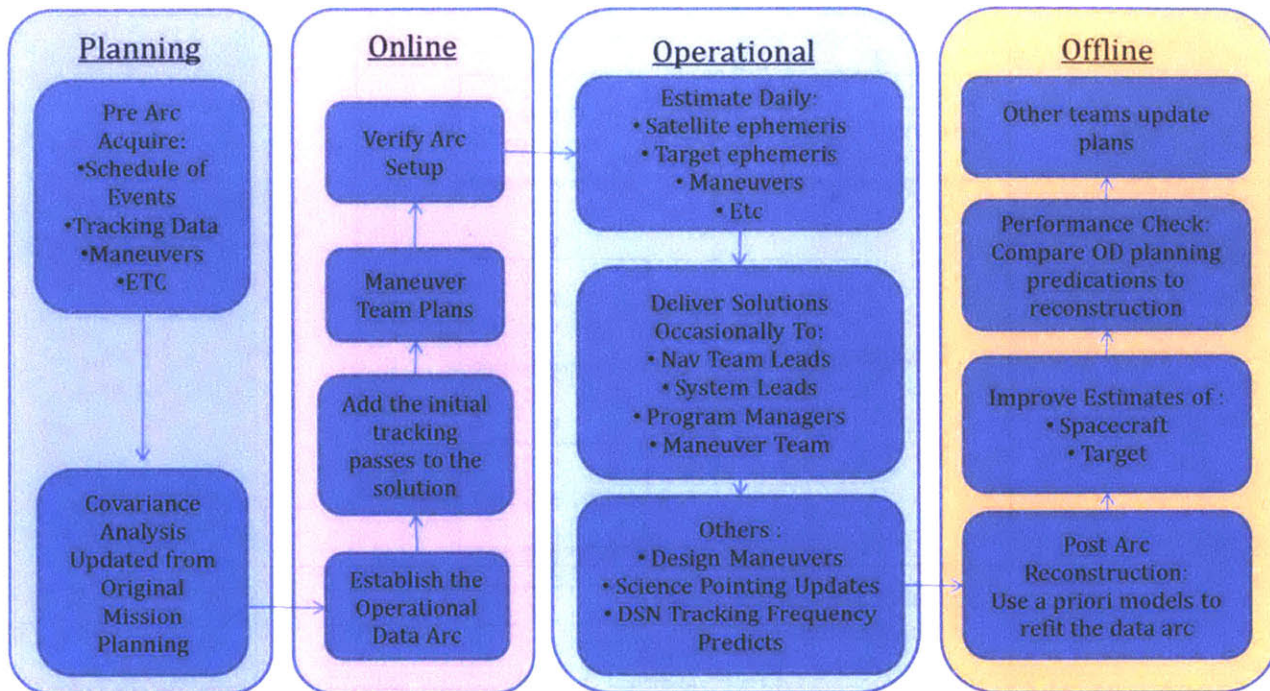 Planning
Pre Arc
Acquire:
•Schedule of
Events
•Tracking Data
•Maneuvers
•ETC
Covariance
Analysis
Updated from
Original
Mission
Planning
Online
Verify Arc
Setup
Maneuver
Team Plans
Add the initial
tracking
passes to the
solution
Establish the
Operational
Data Arc
Operational
Estimate Daily:
• Satellite ephemeris
• Target ephemeris
• Maneuvers
• Etc
Deliver Solutions
Occasionally To:
• Nav Team Leads
• System Leads
• Program Managers
• Maneuver Team
Others :
• Design Maneuvers
• Science Pointing Updates
• DSN Tracking Frequency
Predicts
Offline
Other teams update
plans
Performance Check:
Compare OD planning
predications to
reconstruction
Improve Estimates of :
• Spacecraft
• Target
Post Arc
Reconstruction:
Use a priori models to
refit the data arc